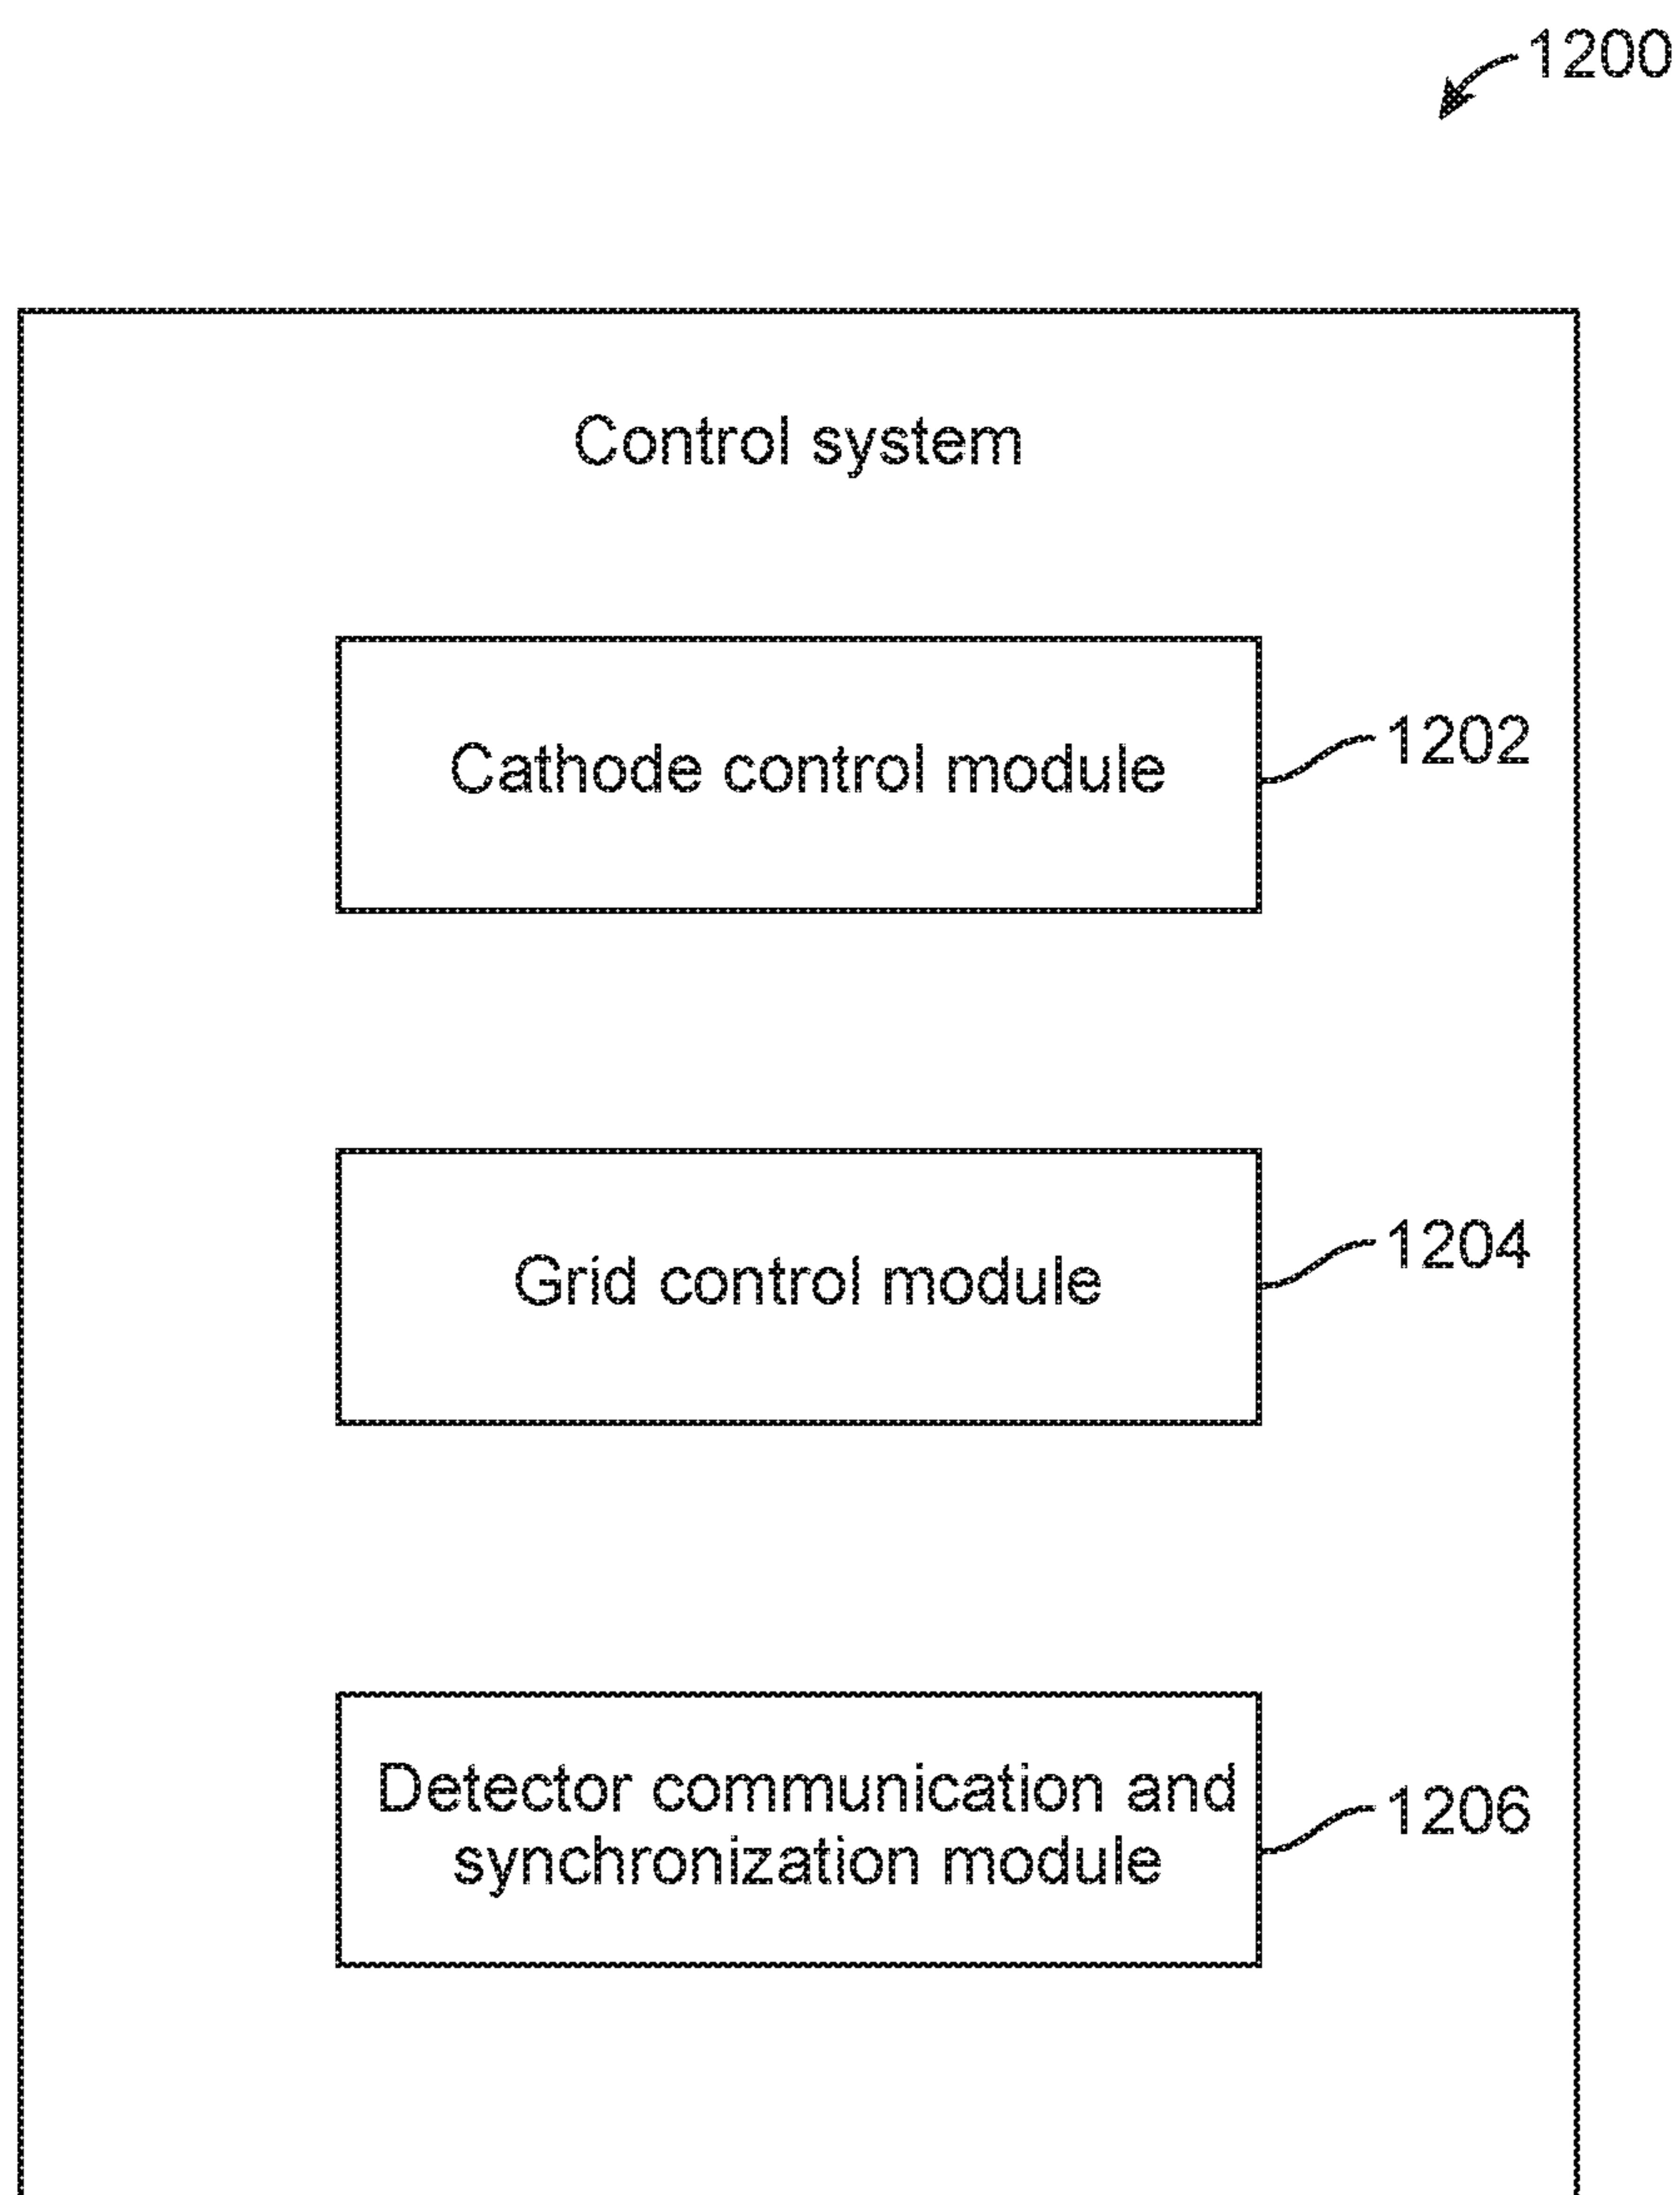 1200
Control system
Cathode control module
1202
Grid control module
1204
Detector communication and
synchronization module
1206